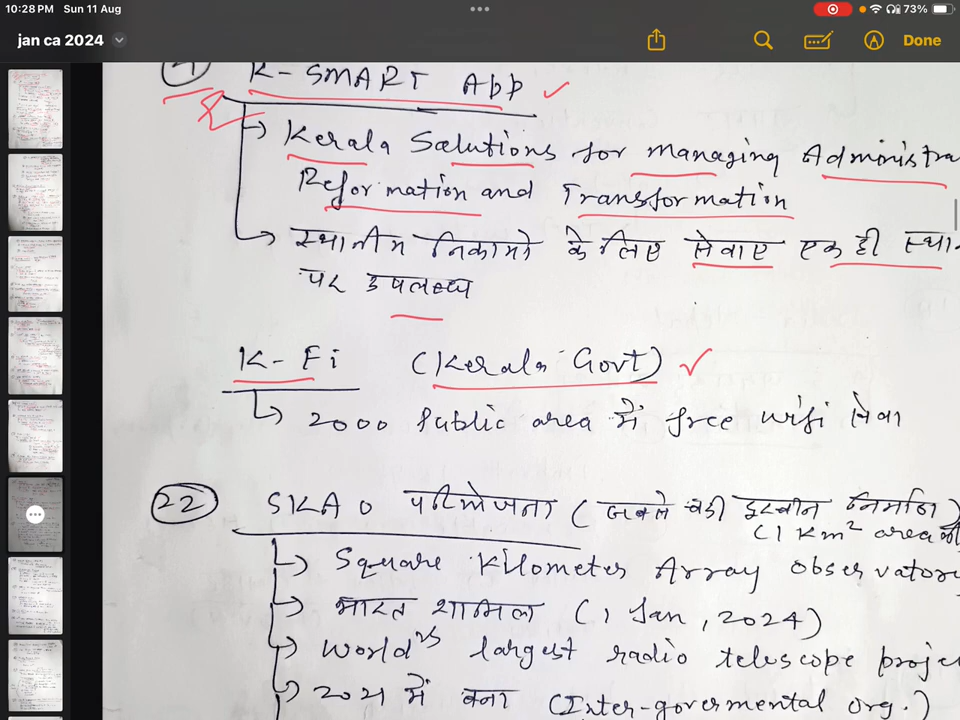 10:28 PM Sun 11 Aug
73%
jan ca 2024
Done
K-SMART App
Kerala Solutions for managing Administra
Reformation and Transformation
स्थानीय निकायो के लिए सेवाए एक ही स्थान
पर उपलब्ध
K-Fi (Kerala Govt)
2000 Public area में free wifi सेवा
22 SKAO परियोजना (सबसे बड़ी दूरबीन निर्माण)
(1 Km² area की
Square Kilometer Array Observatory
भारत शामिल (1 Jan, 2024)
World's largest radio telescope proje
2021 में बना (Inter-govermental org.)